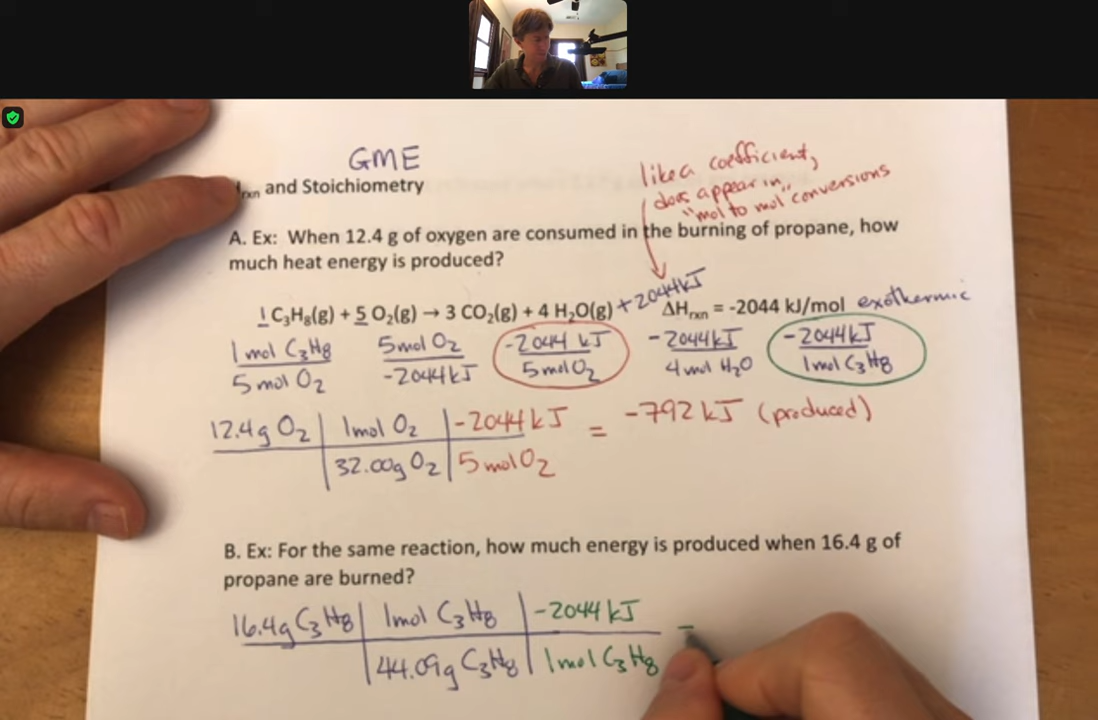 GME
rxn and Stoichiometry
like a coefficient,
does appear in
"mol to mol" conversions
A. Ex: When 12.4 g of oxygen are consumed in the burning of propane, how
much heat energy is produced?
1 C3H8(g) + 5 O2(g) → 3 CO2(g) + 4 H2O(g) +2044kJ ΔHrxn = -2044 kJ/mol exothermic
1 mol C3H8 5 mol O2 -2044 kJ -2044 kJ -2044 kJ
5 mol O2 -2044 kJ 5 mol O2 4 mol H2O 1 mol C3H8
12.4g O2 1 mol O2 -2044 kJ = -792 kJ (produced)
32.00g O2 5 mol O2
B. Ex: For the same reaction, how much energy is produced when 16.4 g of
propane are burned?
16.4g C3H8 1 mol C3H8 -2044 kJ
44.09g C3H8 1 mol C3H8